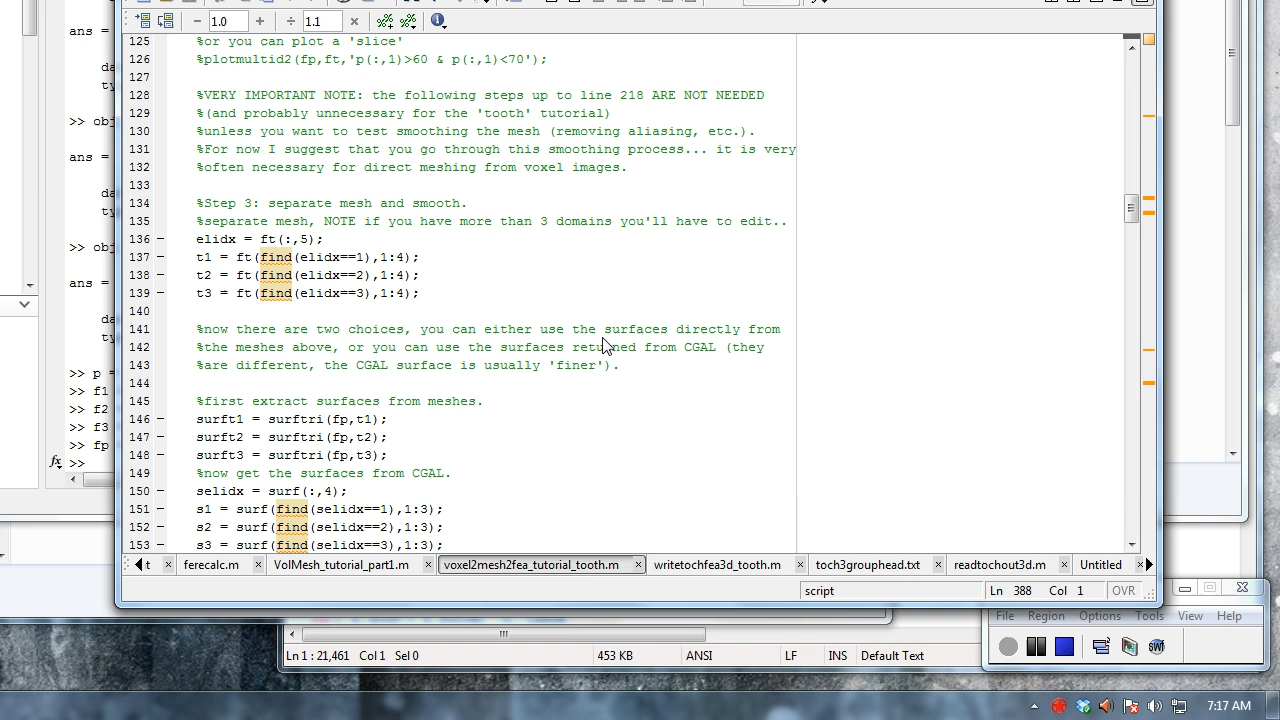 1.0
1.1
ans =
da
ty
>> obj
ans =
da
ty
>> obj
ans =
da
ty
>> p =
>> f1
>> f2
>> f3
>> fp
fx >>
125 %or you can plot a 'slice'
126 %plotmultid2(fp,ft,'p(:,1)>60 & p(:,1)<70');
127
128 %VERY IMPORTANT NOTE: the following steps up to line 218 ARE NOT NEEDED
129 %(and probably unnecessary for the 'tooth' tutorial)
130 %unless you want to test smoothing the mesh (removing aliasing, etc.).
131 %For now I suggest that you go through this smoothing process... it is very
132 %often necessary for direct meshing from voxel images.
133
134 %Step 3: separate mesh and smooth.
135 %separate mesh, NOTE if you have more than 3 domains you'll have to edit..
136 – elidx = ft(:,5);
137 – t1 = ft(find(elidx==1),1:4);
138 – t2 = ft(find(elidx==2),1:4);
139 – t3 = ft(find(elidx==3),1:4);
140
141 %now there are two choices, you can either use the surfaces directly from
142 %the meshes above, or you can use the surfaces returned from CGAL (they
143 %are different, the CGAL surface is usually 'finer').
144
145 %first extract surfaces from meshes.
146 – surft1 = surftri(fp,t1);
147 – surft2 = surftri(fp,t2);
148 – surft3 = surftri(fp,t3);
149 %now get the surfaces from CGAL.
150 – selidx = surf(:,4);
151 – s1 = surf(find(selidx==1),1:3);
152 – s2 = surf(find(selidx==2),1:3);
153 – s3 = surf(find(selidx==3),1:3);
t ferecalc.m VolMesh_tutorial_part1.m voxel2mesh2fea_tutorial_tooth.m writetochfea3d_tooth.m toch3grouphead.txt readtochout3d.m Untitled
script Ln 388 Col 1 OVR
File Region Options Tools View Help
SWF
Ln 1 : 21,461 Col 1 Sel 0 453 KB ANSI LF INS Default Text
7:17 AM